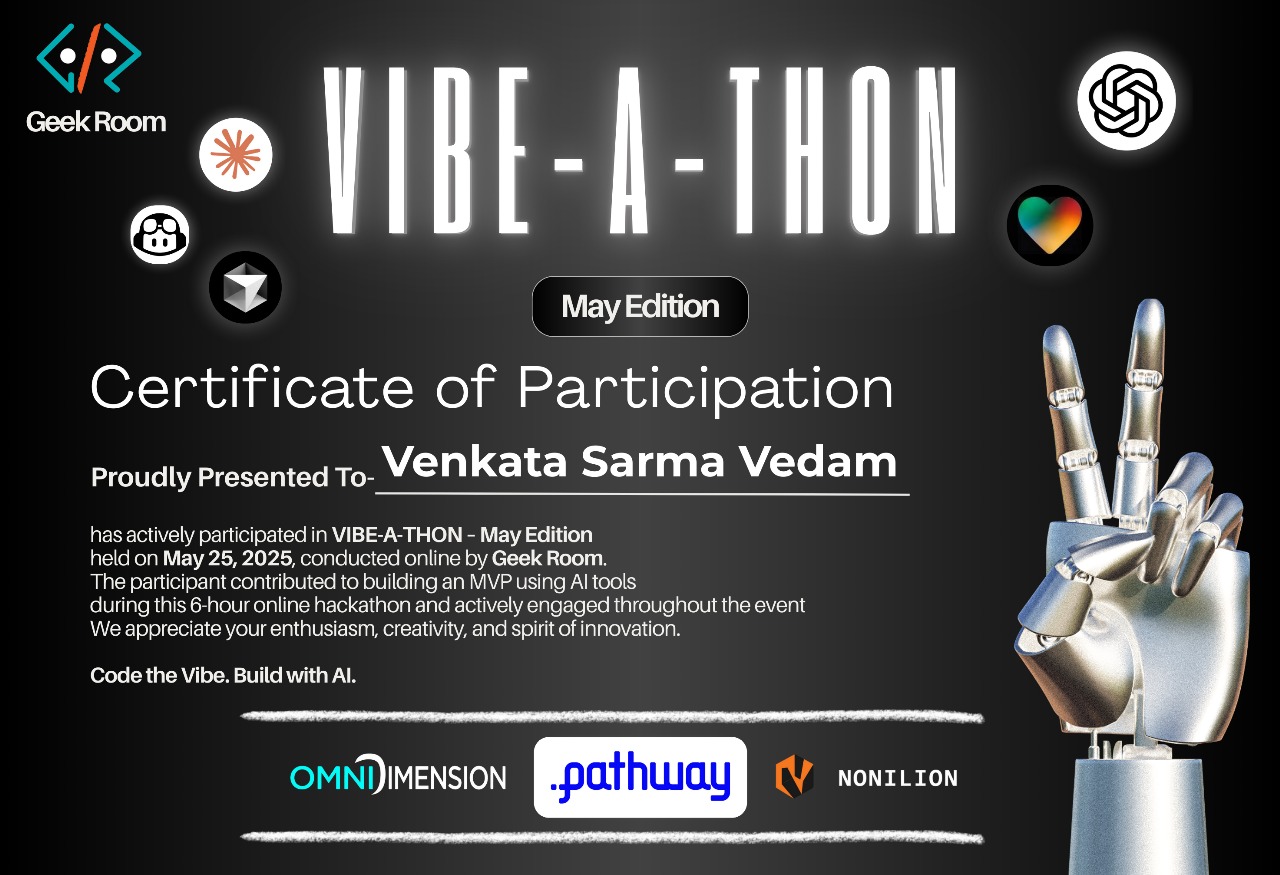 Geek Room
VIBE-A-THON
May Edition
Certificate of Participation
Proudly Presented To- Venkata Sarma Vedam
has actively participated in VIBE-A-THON – May Edition
held on May 25, 2025, conducted online by Geek Room.
The participant contributed to building an MVP using AI tools
during this 6-hour online hackathon and actively engaged throughout the event
We appreciate your enthusiasm, creativity, and spirit of innovation.
Code the Vibe. Build with AI.
OMNIDIMENSION .pathway NONILION